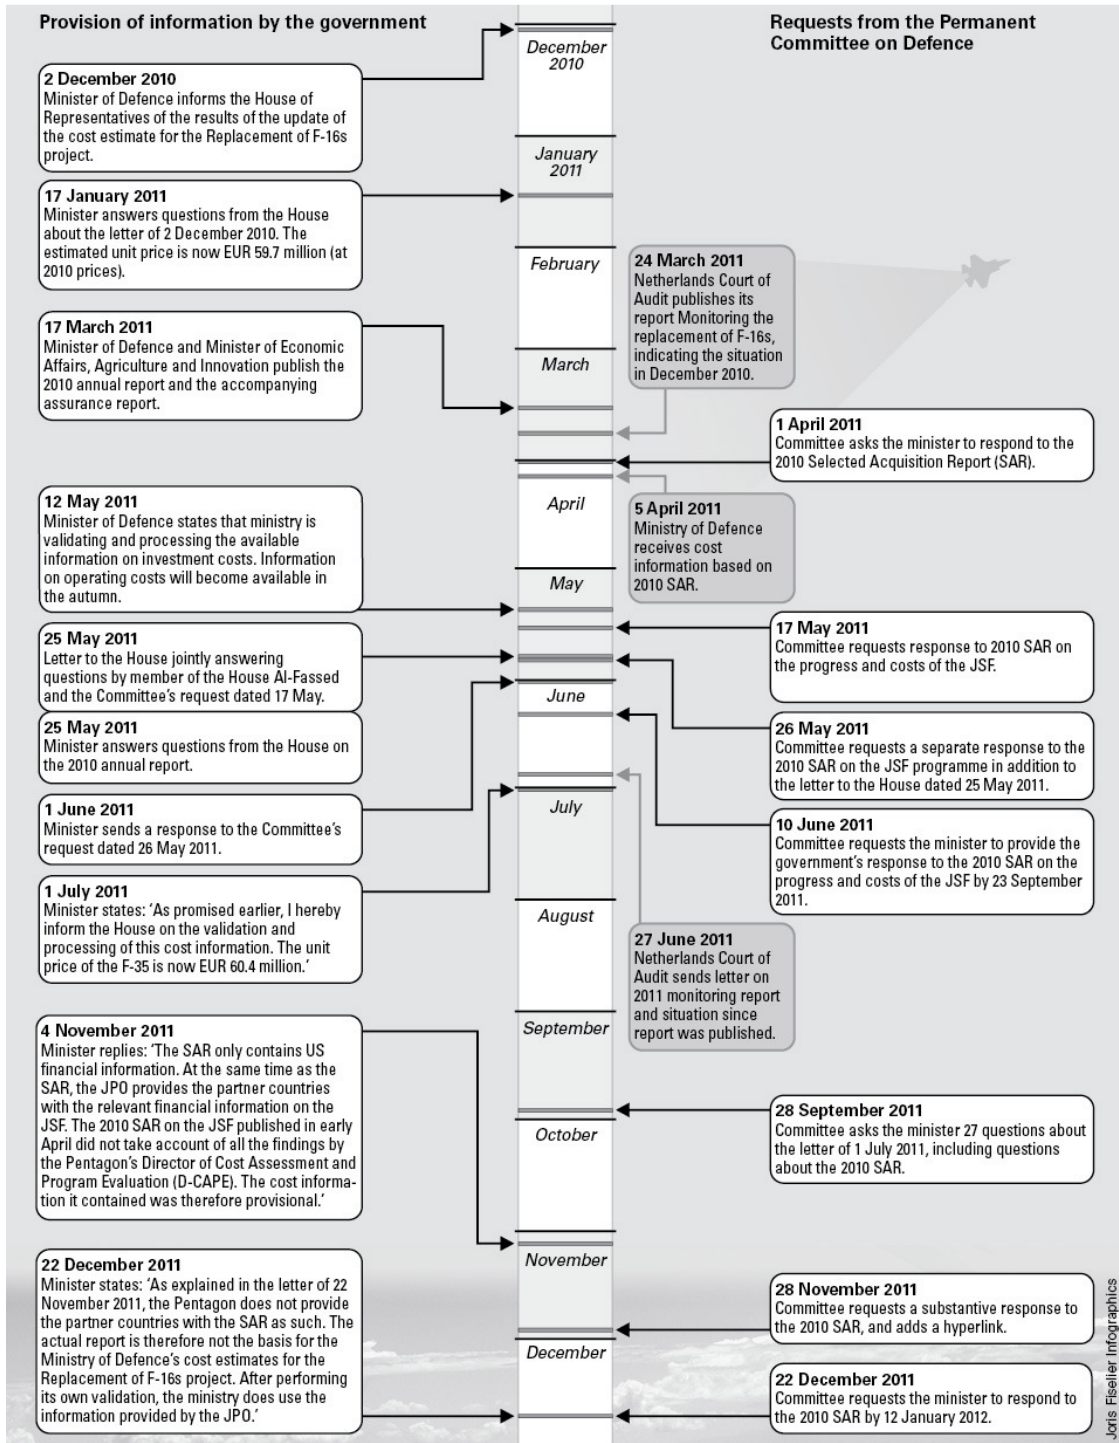 Provision of information by the government
2 December 2010
Minister of Defence informs the House of
Representatives of the results of the update of
the cost estimate for the Replacement of F-16s
project.
17 January 2011
Minister answers questions from the House
about the letter of 2 December 2010. The
estimated unit price is now EUR 59.7 million (at
2010 prices).
17 March 2011
Minister of Defence and Minister of Economic
Affairs, Agriculture and Innovation publish the
2010 annual report and the accompanying
assurance report.
12 May 2011
Minister of Defence states that ministry is
validating and processing the available
information on investment costs. Information
on operating costs will become available in
the autumn.
25 May 2011
Letter to the House jointly answering
questions by member of the House Al-Fassed
and the Committee's request dated 17 May.
25 May 2011
Minister answers questions from the House on
the 2010 annual report.
1 June 2011
Minister sends a response to the Committee's
request dated 26 May 2011.
1 July 2011
Minister states: 'As promised earlier, I hereby
inform the House on the validation and
processing of this cost information. The unit
price of the F-35 is now EUR 60.4 million.'
4 November 2011
Minister replies: 'The SAR only contains US
financial information. At the same time as the
SAR, the JPO provides the partner countries
with the relevant financial information on the
JSF. The 2010 SAR on the JSF published in early
April did not take account of all the findings by
the Pentagon's Director of Cost Assessment and
Program Evaluation (D-CAPE). The cost informa-
tion it contained was therefore provisional.'
22 December 2011
Minister states: 'As explained in the letter of 22
November 2011, the Pentagon does not provide
the partner countries with the SAR as such. The
actual report is therefore not the basis for the
Ministry of Defence's cost estimates for the
Replacement of F-16s project. After performing
its own validation, the ministry does use the
information provided by the JPO.'
December
2010
January
2011
February
March
April
May
June
July
August
September
October
November
December
24 March 2011
Netherlands Court of
Audit publishes its
report Monitoring the
replacement of F-16s,
indicating the situation
in December 2010.
5 April 2011
Ministry of Defence
receives cost
information based on
2010 SAR.
27 June 2011
Netherlands Court of
Audit sends letter on
2011 monitoring report
and situation since
report was published.
Requests from the Permanent
Committee on Defence
1 April 2011
Committee asks the minister to respond to the
2010 Selected Acquisition Report (SAR).
17 May 2011
Committee requests response to 2010 SAR on
the progress and costs of the JSF.
26 May 2011
Committee requests a separate response to the
2010 SAR on the JSF programme in addition to
the letter to the House dated 25 May 2011.
10 June 2011
Committee requests the minister to provide the
government's response to the 2010 SAR on the
progress and costs of the JSF by 23 September
2011.
28 September 2011
Committee asks the minister 27 questions about
the letter of 1 July 2011, including questions
about the 2010 SAR.
28 November 2011
Committee requests a substantive response to
the 2010 SAR, and adds a hyperlink.
22 December 2011
Committee requests the minister to respond to
the 2010 SAR by 12 January 2012.
Joris Fiselier Infographics